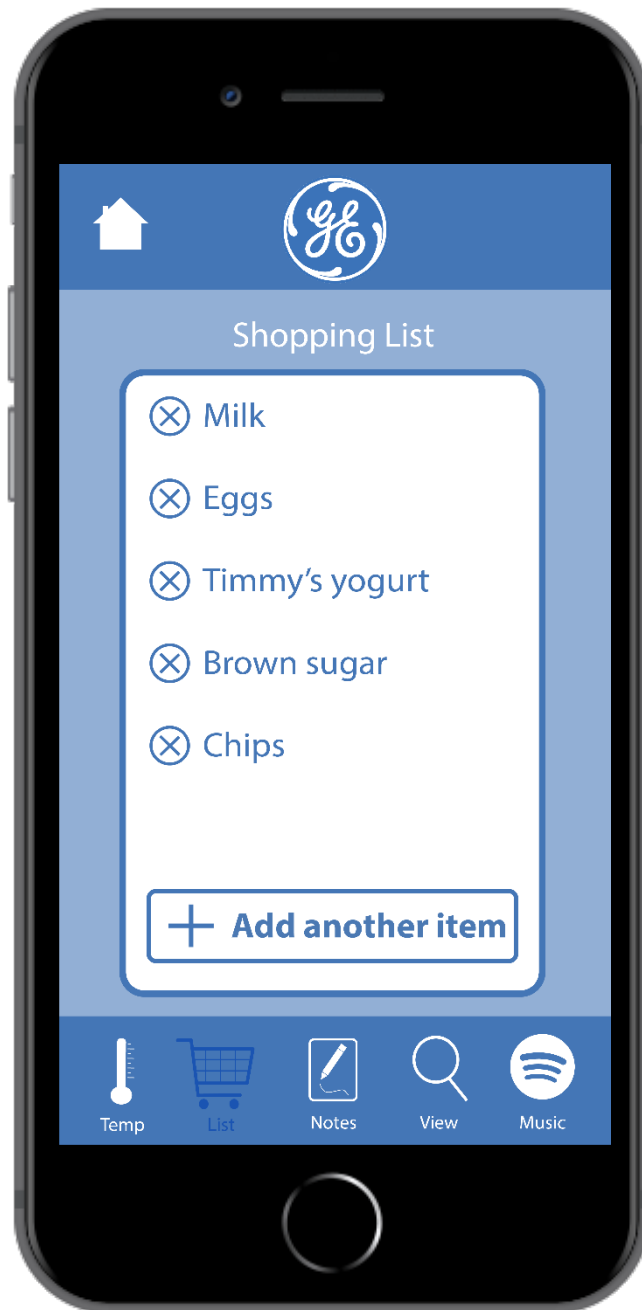 GE
Shopping List
Milk
Eggs
Timmy’s yogurt
Brown sugar
Chips
Add another item
Temp
List
Notes
View
Music